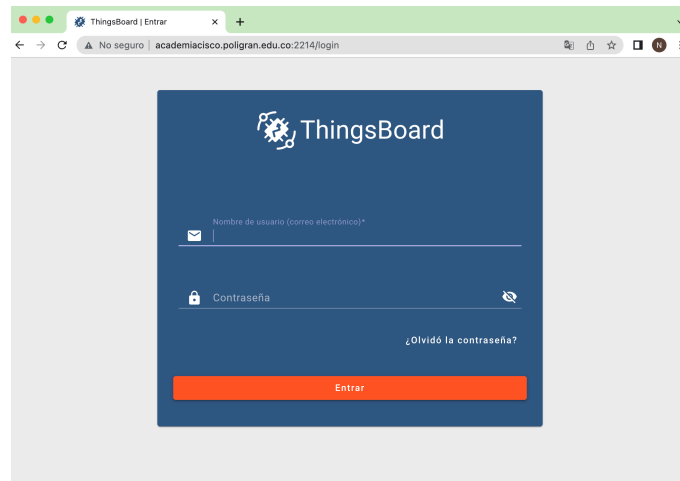 ThingsBoard | Entrar
No seguro | academiacisco.poligran.edu.co:2214/login
N
ThingsBoard
Nombre de usuario (correo electrónico)*
Contraseña
¿Olvidó la contraseña?
Entrar